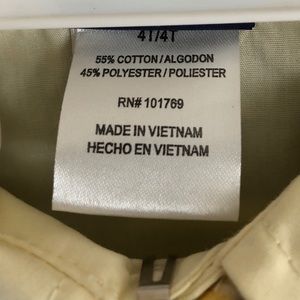 4T/4T
55% COTTON/ALGODON
45% POLYESTER/POLIESTER
RN# 101769
MADE IN VIETNAM
HECHO EN VIETNAM